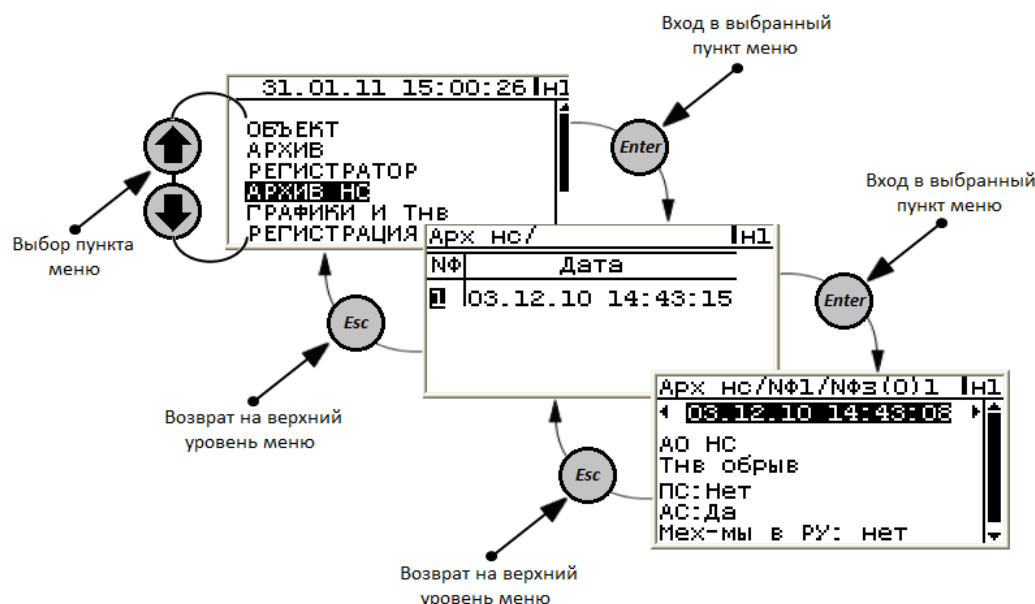 Вход в выбранный
пункт меню
31.01.11 15:00:26 Н1
ОБЪЕКТ
АРХИВ
РЕГИСТРАТОР
АРХИВ НС
ГРАФИКИ И Тнв
РЕГИСТРАЦИЯ
Enter
Выбор пункта
меню
Вход в выбранный
пункт меню
Арх нс/ Н1
NФ Дата
1 03.12.10 14:43:15
Enter
Esc
Возврат на верхний
уровень меню
Арх нс/NФ1/NФз(0)1 Н1
03.12.10 14:43:08
АО НС
Тнв обрыв
ПС:Нет
АС:Да
Мех-мы в РУ: нет
Esc
Возврат на верхний
уровень меню